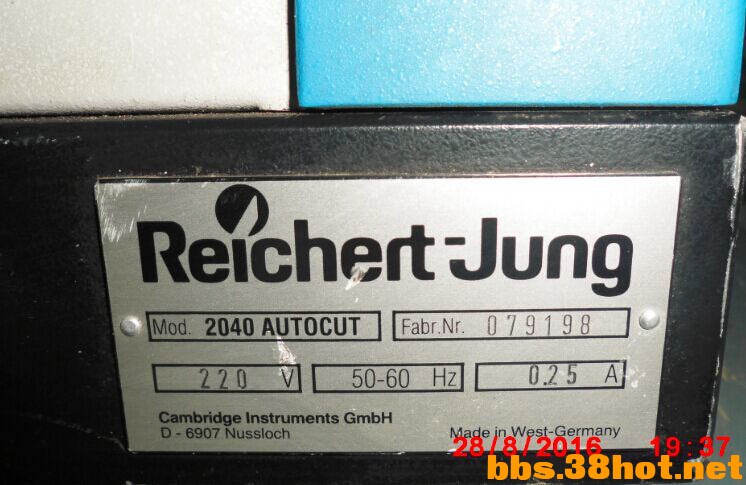 Reichert-Jung
Mod. 2040 AUTOCUT Fabr.Nr. 079198
220 V 50-60 Hz 0.25 A
Cambridge Instruments GmbH
D - 6907 Nussloch Made in West-Germany
28/8/2016 19:37
bbs.38hot.net